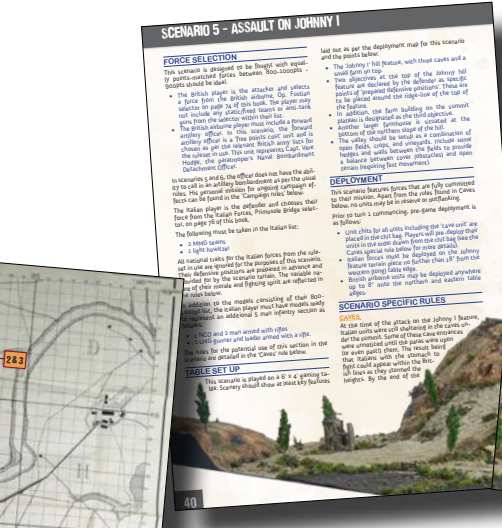 SCENARIO 5 - ASSAULT ON JOHNNY I
FORCE SELECTION
This scenario is designed to be fought with equal-
ly points-matched forces between 800-1000pts -
900pts should be ideal.
The British player is the attacker and selects
a force from the British Airborne, Op. Fustian
selector on page 74 of this book. The player may
not include any static/fixed teams or anti-tank
guns from the selector within their list.
The British airborne player must include a forward
artillery officer. In this scenario, the forward
artillery officer is a 'free points cost' unit and is
chosen as per the relevant British army lists for
the ruleset in use. This unit represents Capt. Vere
Hodge, the paratrooper's Naval Bombardment
Detachment Officer.
In scenarios 5 and 6, the officer does not have the abil-
ity to call in an artillery bombardment as per the usual
rules. His personal mission for ongoing campaign ef-
fects can be found in the 'Campaign rules' below.
The Italian player is the defender and chooses their
force from the Italian Forces, Primosole Bridge selec-
tor, on page 76 of this book.
The following must be taken in the Italian list:
2 MMG teams
1 light howitzer
All national traits for the Italian forces from the rule-
set in use are ignored for the purposes of this scenario.
Their defensive positions are prepared in advance and
provided for by the scenario terrain. The variable na-
ture of their morale and fighting spirit are reflected in
the rules below.
In addition to the models consisting of their 800-
1000pt list, the Italian player must have models ready
to represent an additional 5 man infantry section as
follows:
1 NCO and 2 men armed with rifles
1 LMG gunner and loader armed with a rifle.
The rules for the potential use of this section in the
scenario are detailed in the 'Caves' rule below.
TABLE SET UP
This scenario is played on a 6' x 4' gaming ta-
ble. Scenery should show at least key features
laid out as per the deployment map for this scenario
and the points below:
The 'Johnny I' hill feature, with three caves and a
small farm on top.
Two objectives at the top of the Johnny hill
feature are declared by the defender as specific
points of 'prepared defensive positions'. These are
to be placed around the ridge-line of the top of
the feature.
In addition, the farm building on the summit
plateau is designated as the third objective.
Another larger farmhouse is situated at the
bottom of the northern slope of the hill.
The valley should be setup as a combination of
open fields, crops, and vineyards. Include some
hedges and walls between the fields to provide
a balance between cover (obstacles) and open
terrain (requiring fast movement).
DEPLOYMENT
This scenario features forces that are fully committed
to their mission. Apart from the rules found in Caves
below, no units may be in reserve or outflanking.
Prior to turn 1 commencing, pre-game deployment is
as follows:
Unit chits for all units including the 'cave unit' are
placed in the chit bag. Players will pre-deploy their
units in the order drawn from the chit bag (see the
Caves special rule below for more details).
Italian forces must be deployed on the Johnny
feature terrain piece no further than 18" from the
western (long) table edge.
British airborne units may be deployed anywhere
up to 8" onto the northern and eastern table
edges.
SCENARIO SPECIFIC RULES
CAVES.
At the time of the attack on the Johnny I feature,
Italian units were still sheltering in the caves un-
der the summit. Some of these cave entrances
were unnoticed until the paras were upon
(or even past!) them. The result being
that Italians with the stomach to
fight could appear within the Brit-
ish lines as they stormed the
heights. By the end of the
40
2 & 3